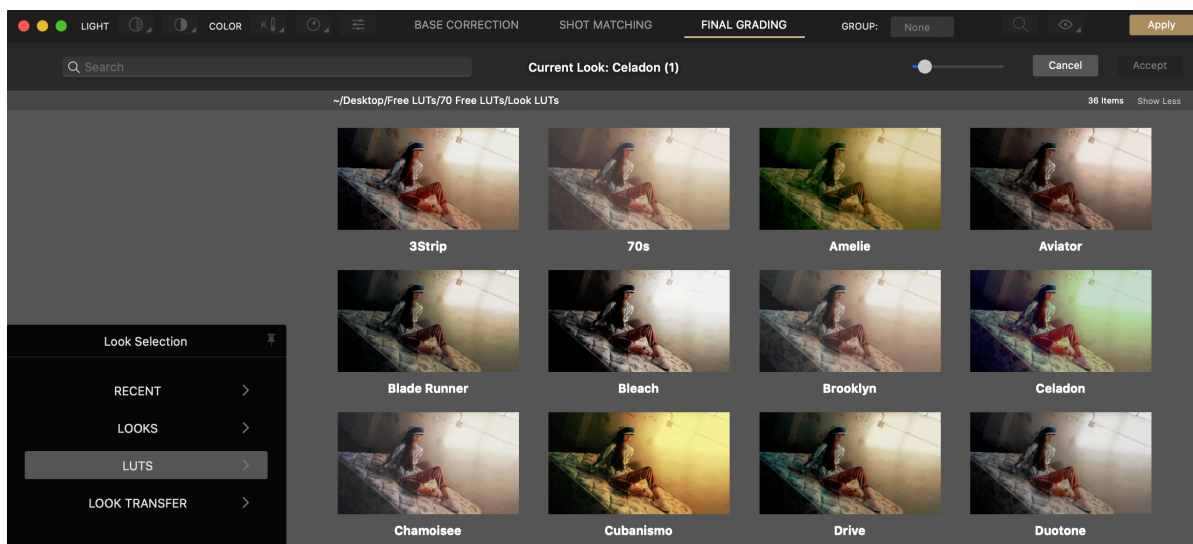 LIGHT COLOR K BASE CORRECTION SHOT MATCHING FINAL GRADING GROUP: None Apply
Search Current Look: Celadon (1) Cancel Accept
~/Desktop/Free LUTs/70 Free LUTs/Look LUTs 36 Items Show Less
3Strip 70s Amelie Aviator
Look Selection
RECENT
LOOKS
LUTS
LOOK TRANSFER
Blade Runner Bleach Brooklyn Celadon
Chamoisee Cubanismo Drive Duotone